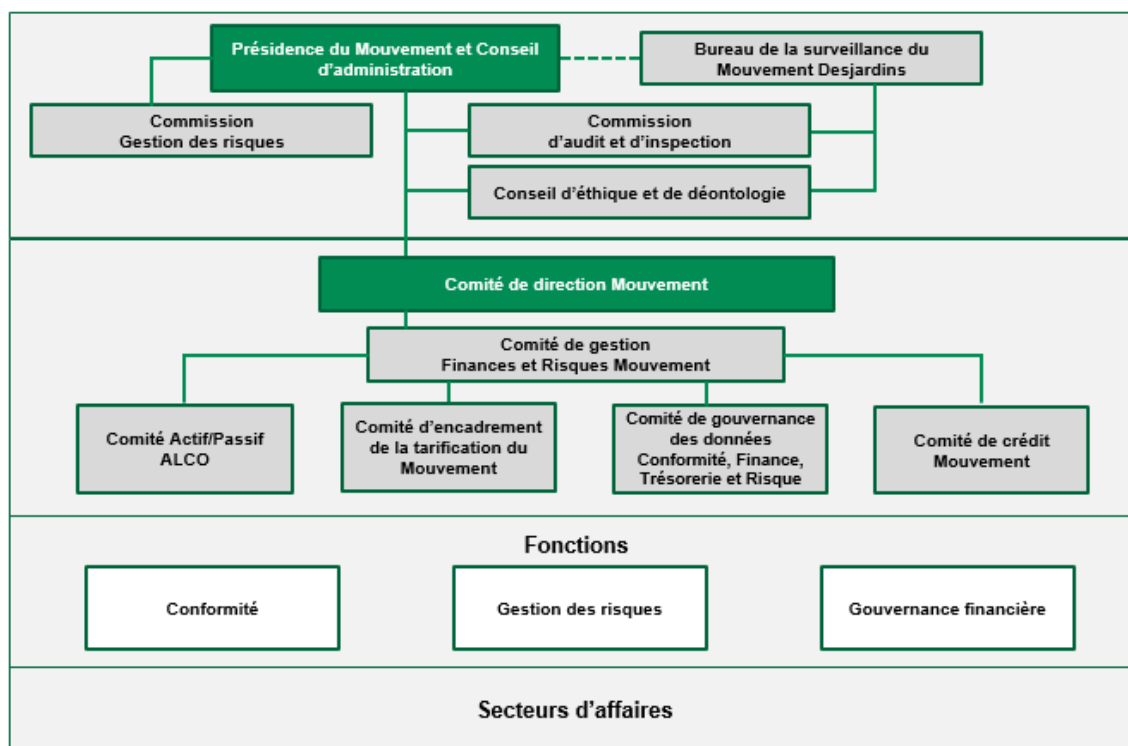 Présidence du Mouvement et Conseil
d'administration
Bureau de la surveillance du
Mouvement Desjardins
Commission
Gestion des risques
Commission
d'audit et d'inspection
Conseil d'éthique et de déontologie
Comité de direction Mouvement
Comité de gestion
Finances et Risques Mouvement
Comité Actif/Passif
ALCO
Comité d'encadrement
de la tarification du
Mouvement
Comité de gouvernance
des données
Conformité, Finance,
Trésorerie et Risque
Comité de crédit
Mouvement
Fonctions
Conformité
Gestion des risques
Gouvernance financière
Secteurs d'affaires